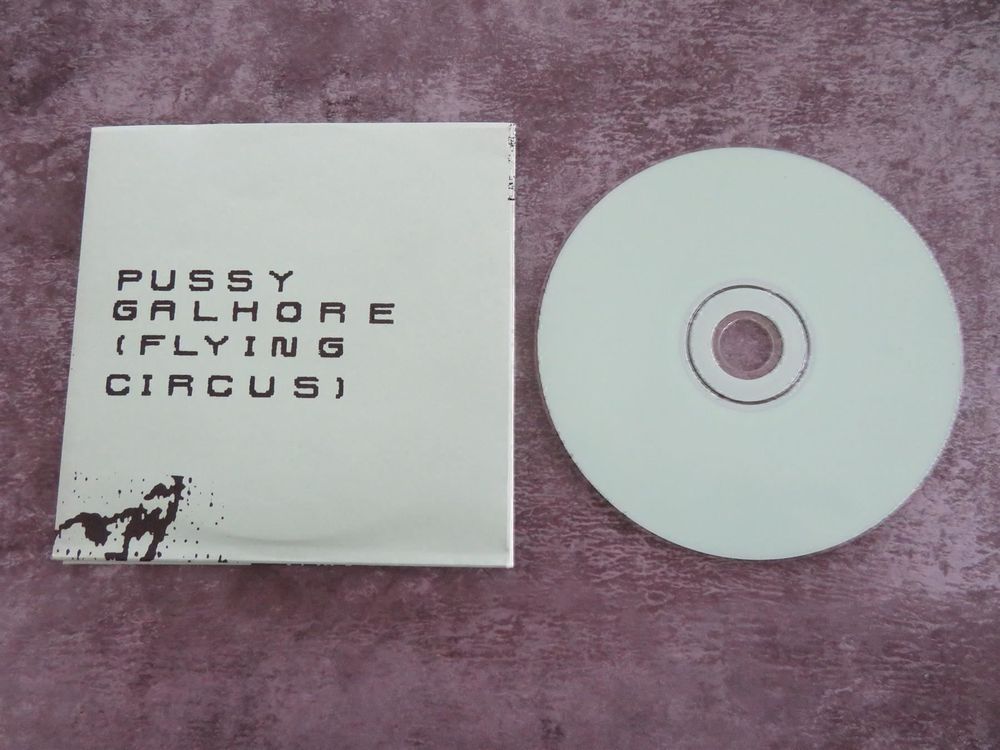 PUSSY
GALHORE
(FLYING
CIRCUS)